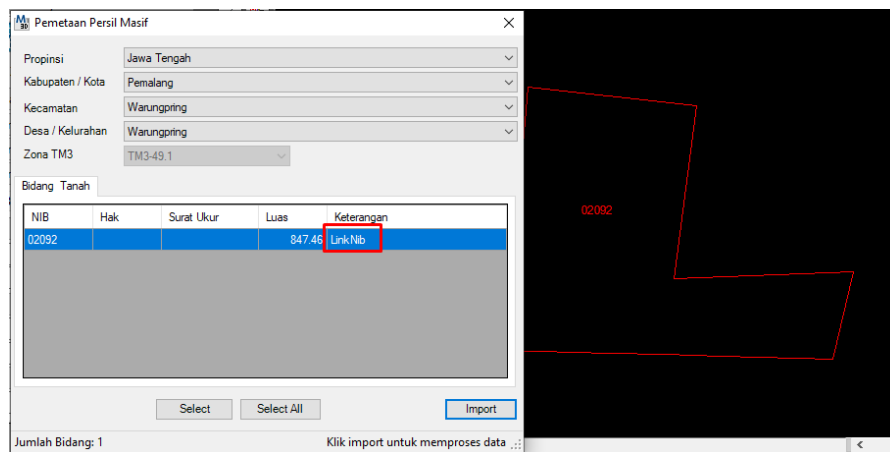 Pemetaan Persil Masif
Propinsi Jawa Tengah
Kabupaten / Kota Pemalang
Kecamatan Warungpring
Desa / Kelurahan Warungpring
Zona TM3 TM3-49.1
Bidang Tanah
NIB Hak Surat Ukur Luas Keterangan
02092 847.46 LinkNib
Select Select All Import
Jumlah Bidang: 1 Klik import untuk memproses data
02092